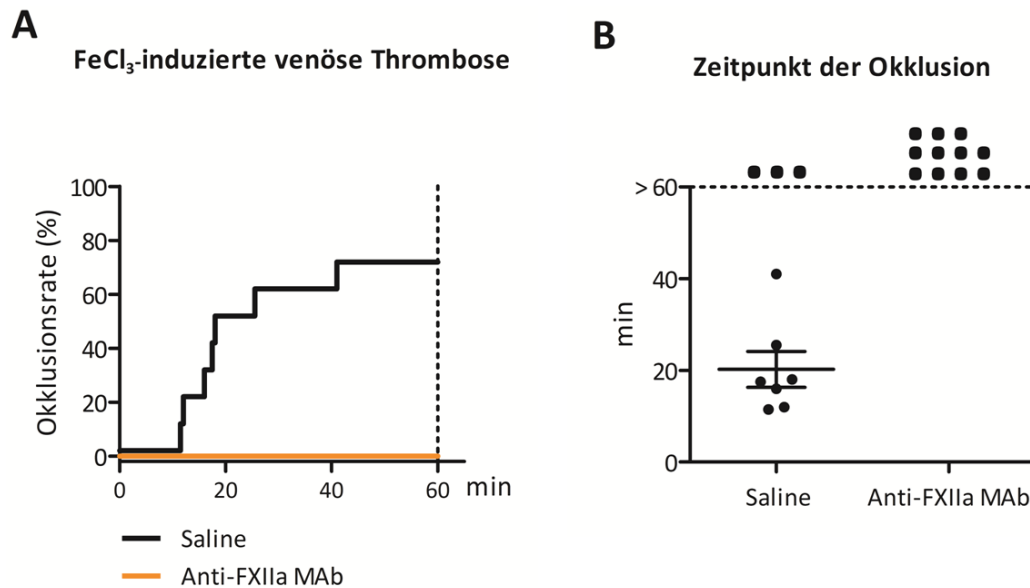 A
FeCl₃-induzierte venöse Thrombose
Okklusionsrate (%)
100
80
60
40
20
0
0 20 40 60 min
Saline
Anti-FXIIa MAb
B
Zeitpunkt der Okklusion
min
> 60
40
20
0
Saline Anti-FXIIa MAb